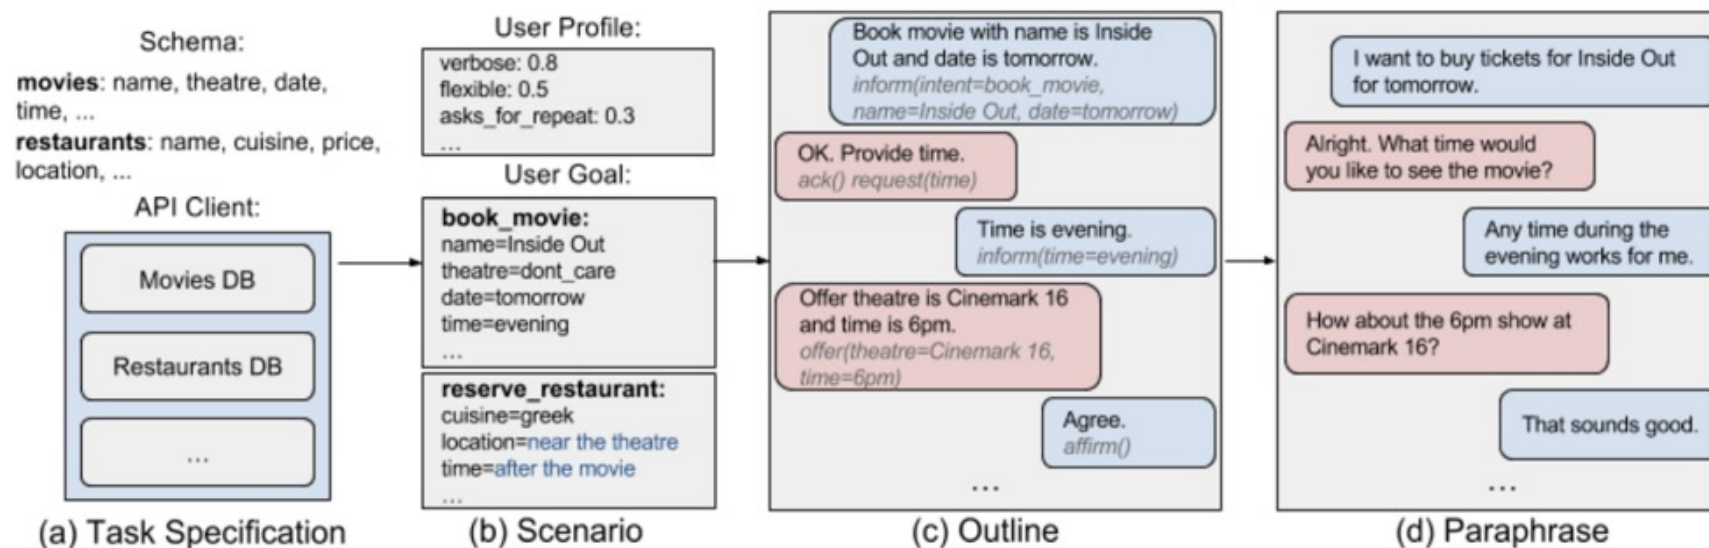 Schema:
movies: name, theatre, date,
time, ...
restaurants: name, cuisine, price,
location, ...
API Client:
Movies DB
Restaurants DB
...
(a) Task Specification
User Profile:
verbose: 0.8
flexible: 0.5
asks_for_repeat: 0.3
...
User Goal:
book_movie:
name=Inside Out
theatre=dont_care
date=tomorrow
time=evening
...
reserve_restaurant:
cuisine=greek
location=near the theatre
time=after the movie
...
(b) Scenario
Book movie with name is Inside
Out and date is tomorrow.
inform(intent=book_movie,
name=Inside Out, date=tomorrow)
OK. Provide time.
ack() request(time)
Time is evening.
inform(time=evening)
Offer theatre is Cinemark 16
and time is 6pm.
offer(theatre=Cinemark 16,
time=6pm)
Agree.
affirm()
...
(c) Outline
I want to buy tickets for Inside Out
for tomorrow.
Alright. What time would
you like to see the movie?
Any time during the
evening works for me.
How about the 6pm show at
Cinemark 16?
That sounds good.
...
(d) Paraphrase